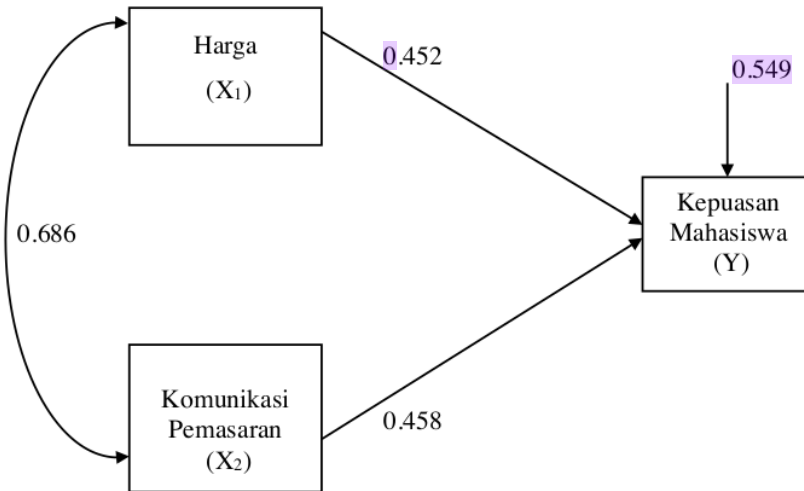 Harga
(X₁)
0.452
0.549
Kepuasan
Mahasiswa
(Y)
0.686
Komunikasi
Pemasaran
(X₂)
0.458